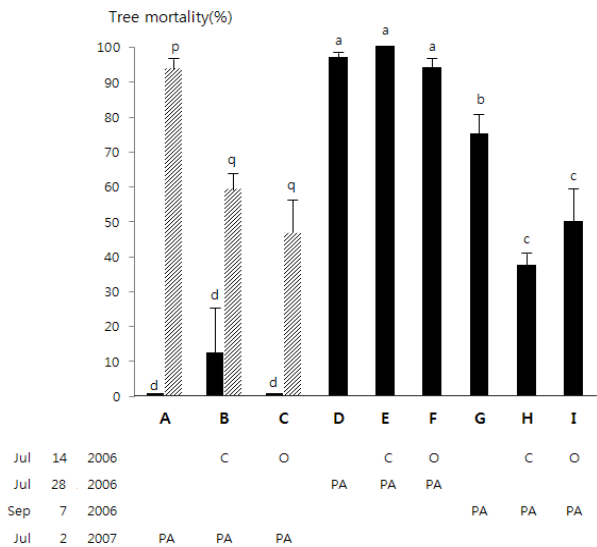 Tree mortality(%)
p
a
a
a
100
90
b
80
70
q
60
q
c
50
c
40
d
30
20
10
d
d
0
A B C D E F G H I
Jul 14 2006 C O C O C O
Jul 28 2006 PA PA PA
Sep 7 2006 PA PA PA
Jul 2 2007 PA PA PA